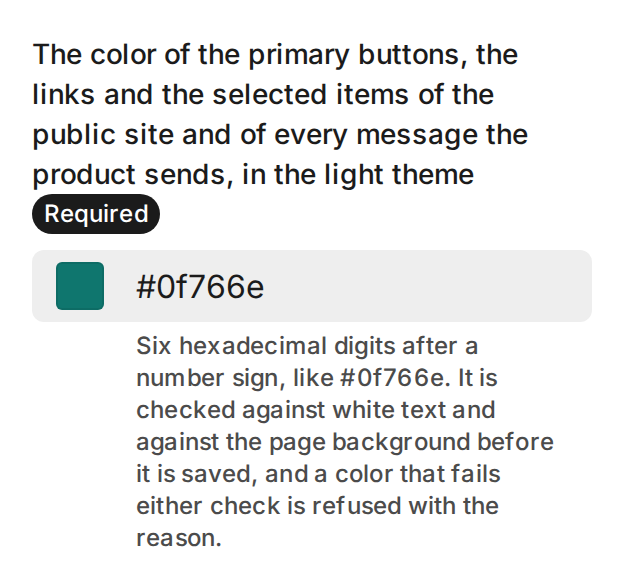 The color of the primary buttons, the
links and the selected items of the
public site and of every message the
product sends, in the light theme
Required
#0f766e
Six hexadecimal digits after a
number sign, like #0f766e. It is
checked against white text and
against the page background before
it is saved, and a color that fails
either check is refused with the
reason.